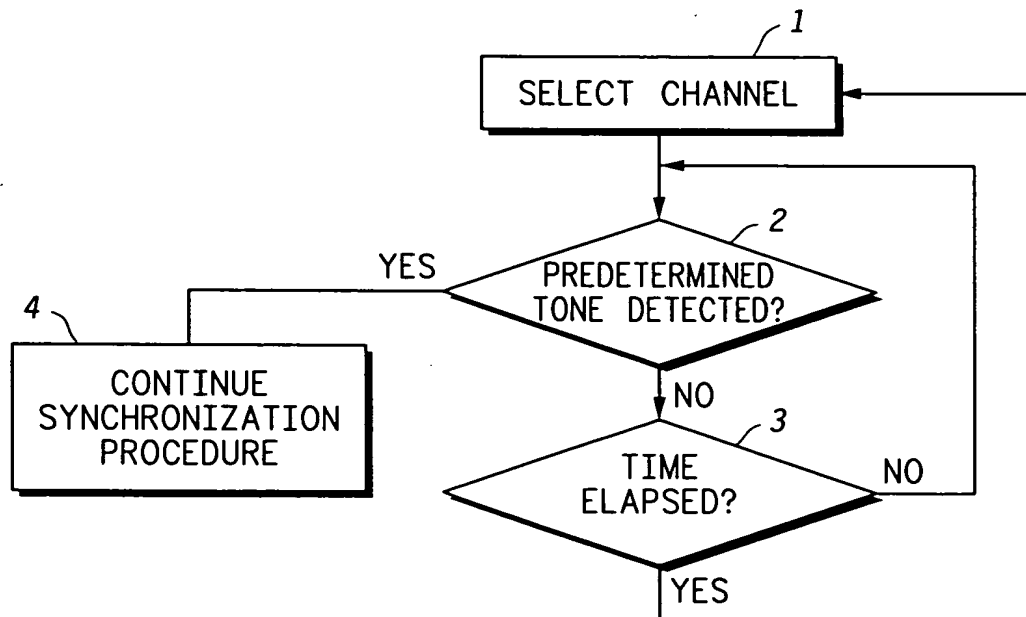 1
SELECT CHANNEL
2
YES
PREDETERMINED
TONE DETECTED?
4
CONTINUE
SYNCHRONIZATION
PROCEDURE
NO
3
TIME
ELAPSED?
NO
YES